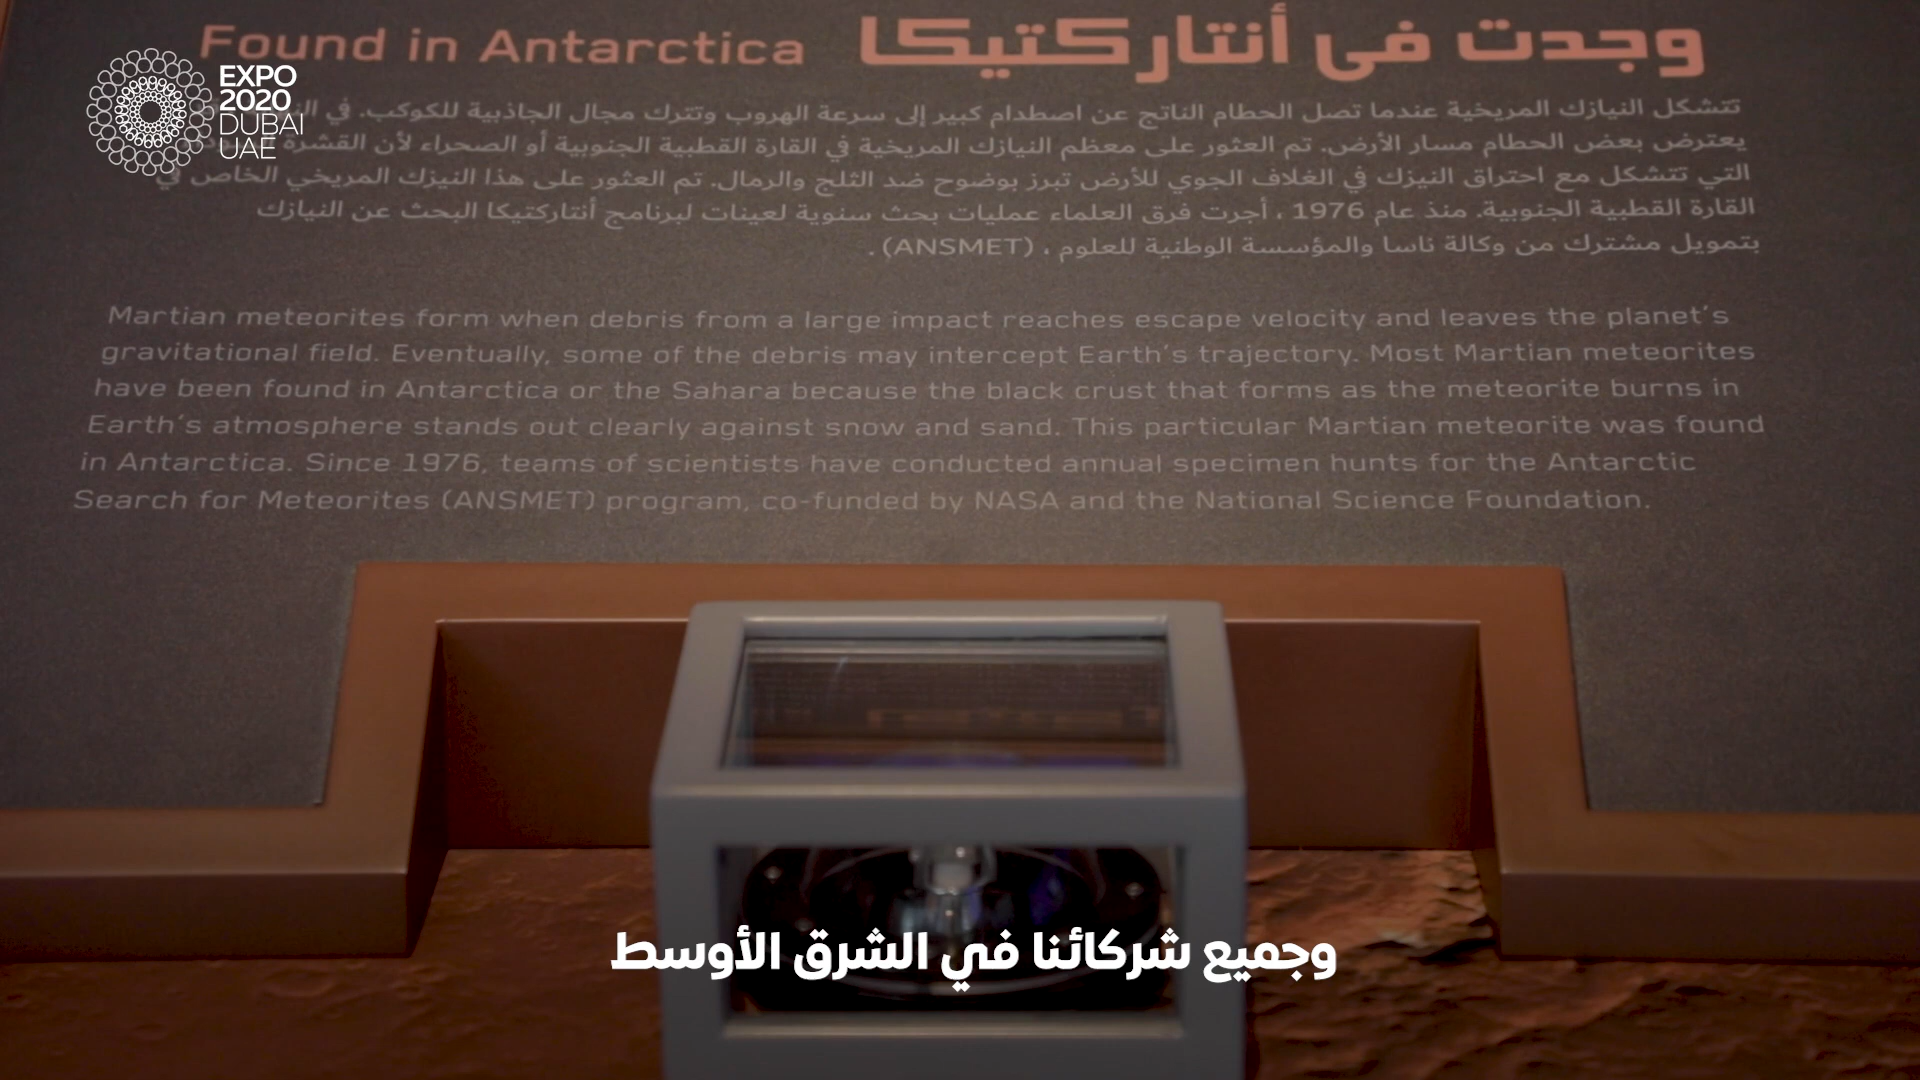 Found in Antarctica
وجدت في أنتاركتيكا
EXPO
2020
DUBAI
UAE
تتشكل النيازك المريخية عندما تصل الحطام الناتج عن اصطدام كبير إلى سرعة الهروب وتترك مجال الجاذبية للكوكب. في
يعترض بعض الحطام مسار الأرض. تم العثور على معظم النيازك المريخية في القارة القطبية الجنوبية أو الصحراء لأن القشرة
التي تتشكل مع احتراق النيزك في الغلاف الجوي للأرض تبرز بوضوح ضد الثلج والرمال. تم العثور على هذا النيزك المريخي الخاص في
القارة القطبية الجنوبية. منذ عام 1976 ، أجرت فرق العلماء عمليات بحث سنوية لعينات لبرنامج أنتاركتيكا البحث عن النيازك
بتمويل مشترك من وكالة ناسا والمؤسسة الوطنية للعلوم ، (ANSMET).
Martian meteorites form when debris from a large impact reaches escape velocity and leaves the planet's
gravitational field. Eventually, some of the debris may intercept Earth's trajectory. Most Martian meteorites
have been found in Antarctica or the Sahara because the black crust that forms as the meteorite burns in
Earth's atmosphere stands out clearly against snow and sand. This particular Martian meteorite was found
in Antarctica. Since 1976, teams of scientists have conducted annual specimen hunts for the Antarctic
Search for Meteorites (ANSMET) program, co-funded by NASA and the National Science Foundation.
وجميع شركائنا في الشرق الأوسط